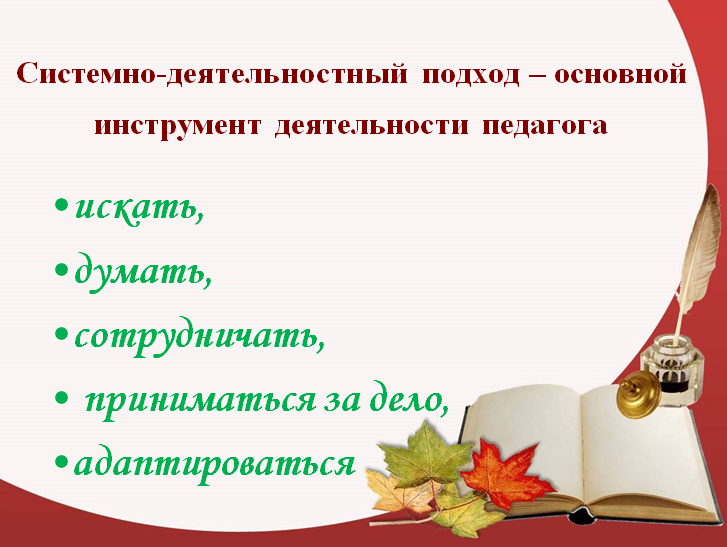 Системно-деятельностный подход – основной
инструмент деятельности педагога
•искать,
•думать,
•сотрудничать,
• приниматься за дело,
•адаптироваться